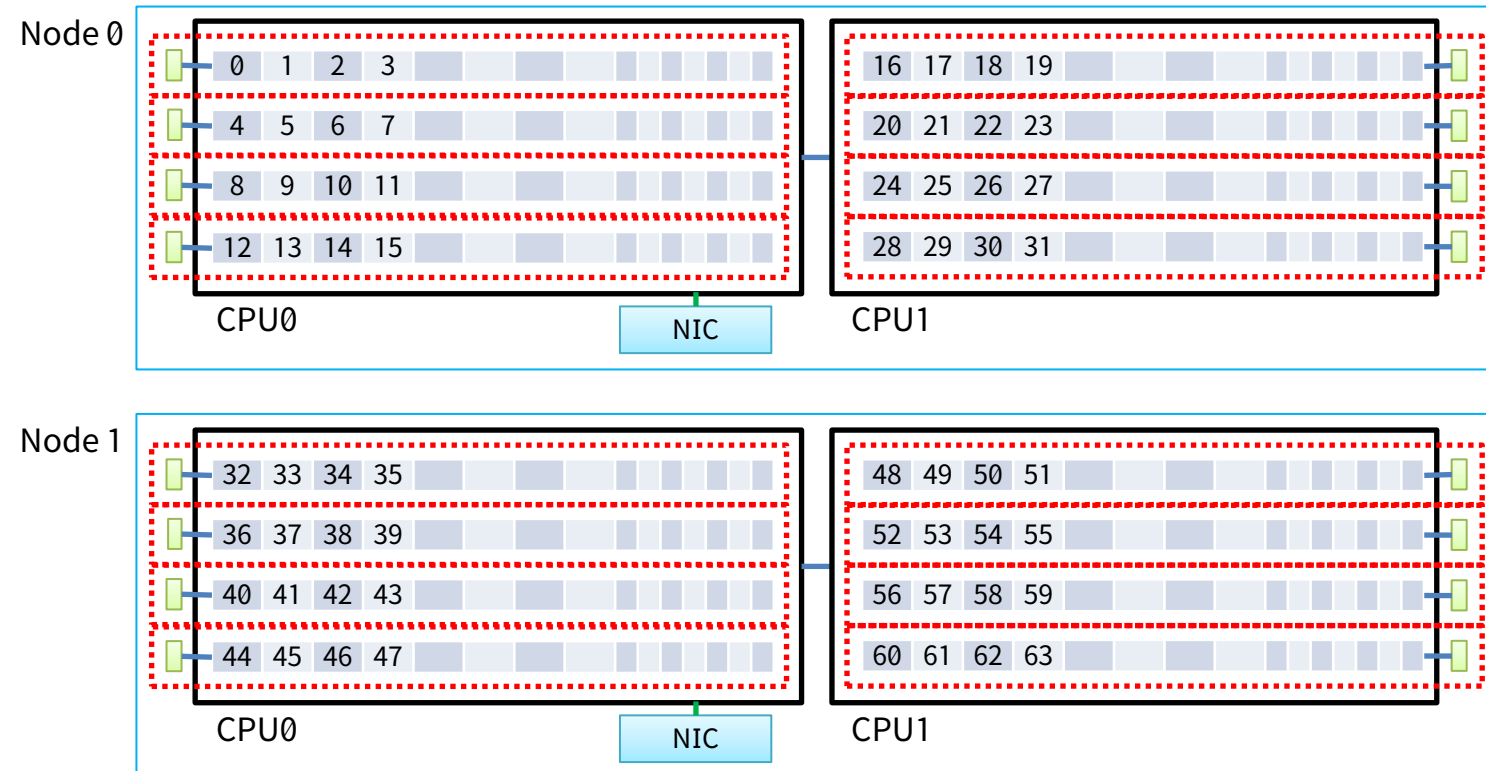 Node 0
0 1 2 3
4 5 6 7
8 9 10 11
12 13 14 15
CPU0
NIC
16 17 18 19
20 21 22 23
24 25 26 27
28 29 30 31
CPU1
Node 1
32 33 34 35
36 37 38 39
40 41 42 43
44 45 46 47
CPU0
NIC
48 49 50 51
52 53 54 55
56 57 58 59
60 61 62 63
CPU1